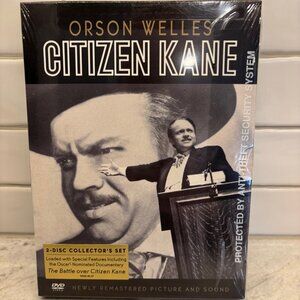 ORSON WELLES
CITIZEN KANE
PROTECTED BY ANTI-THEFT SECURITY SYSTEM
2-DISC COLLECTOR'S SET
Loaded with Special Features Including
the Oscar® Nominated Documentary
The Battle over Citizen Kane
DVD
NEWLY REMASTERED PICTURE AND SOUND